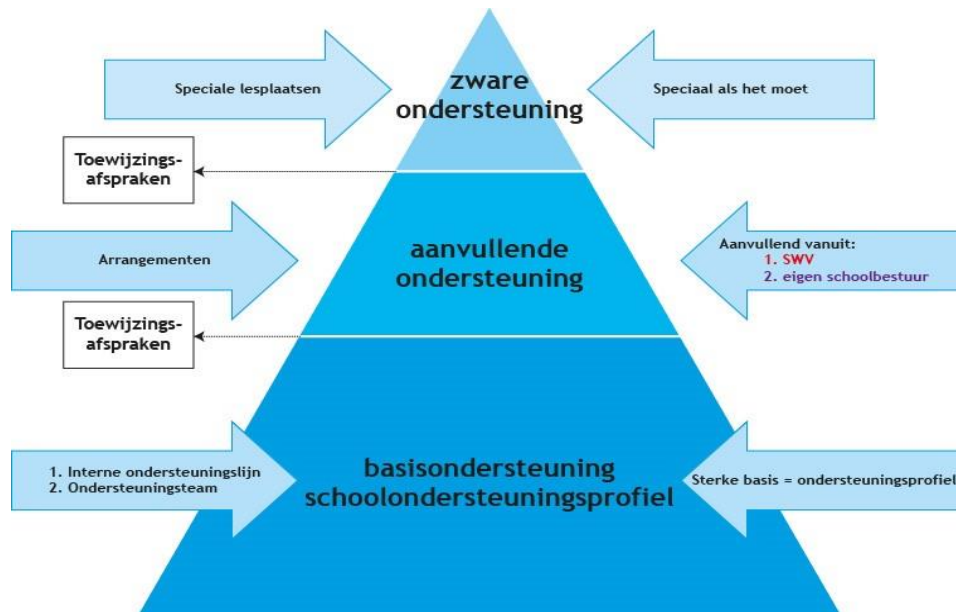 zware
ondersteuning
Speciale lesplaatsen
Speciaal als het moet
Toewijzings-
afspraken
aanvullende
ondersteuning
Arrangementen
Aanvullend vanuit:
1. SWV
2. eigen schoolbestuur
Toewijzings-
afspraken
basisondersteuning
schoolondersteuningsprofiel
1. Interne ondersteuningslijn
2. Ondersteuningsteam
Sterke basis = ondersteuningsprofiel